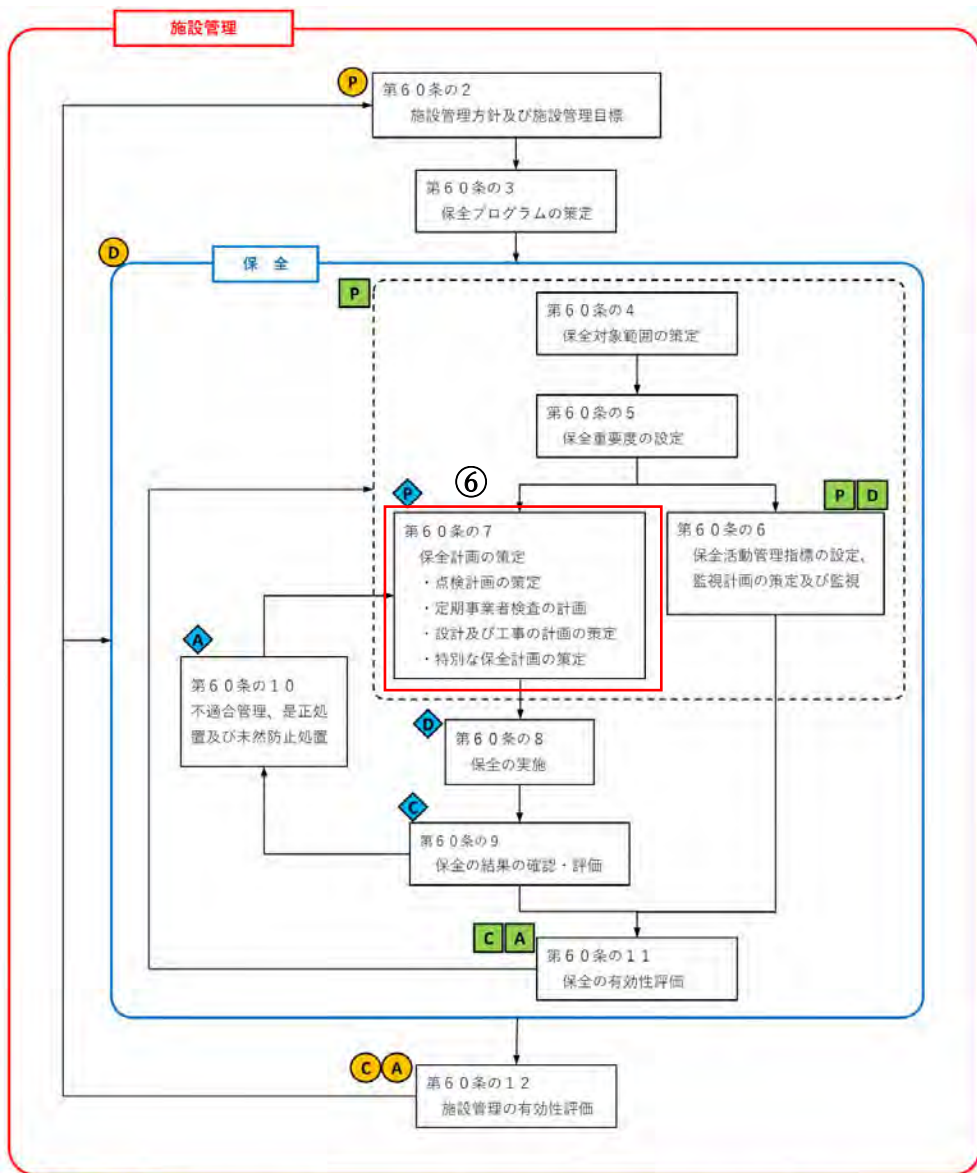 施設管理
P
第60条の2
施設管理方針及び施設管理目標
第60条の3
保全プログラムの策定
D
保 全
P
第60条の4
保全対象範囲の策定
第60条の5
保全重要度の設定
P
⑥
第60条の7
保全計画の策定
・点検計画の策定
・定期事業者検査の計画
・設計及び工事の計画の策定
・特別な保全計画の策定
P D
第60条の6
保全活動管理指標の設定、
監視計画の策定及び監視
A
第60条の10
不適合管理、是正処
置及び未然防止処置
D
第60条の8
保全の実施
C
第60条の9
保全の結果の確認・評価
C A
第60条の11
保全の有効性評価
C A
第60条の12
施設管理の有効性評価